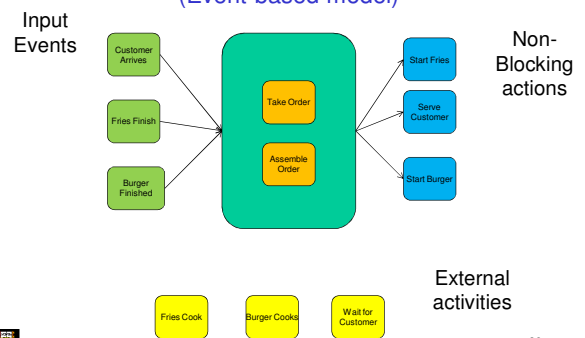 (Event-based model)
Input
Events
Customer
Arrives
Fries Finish
Burger
Finished
Take Order
Assemble
Order
Start Fries
Serve
Customer
Start Burger
Non-
Blocking
actions
External
activities
Fries Cook
Burger Cooks
Wait for
Customer